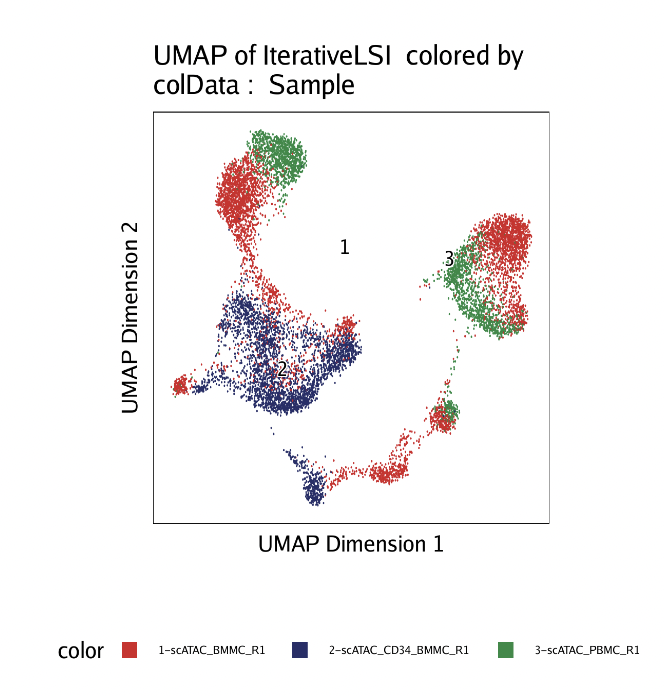 UMAP of IterativeLSI  colored by
colData :  Sample
1
3
2
UMAP Dimension 2
UMAP Dimension 1
color
1-scATAC_BMMC_R1
2-scATAC_CD34_BMMC_R1
3-scATAC_PBMC_R1